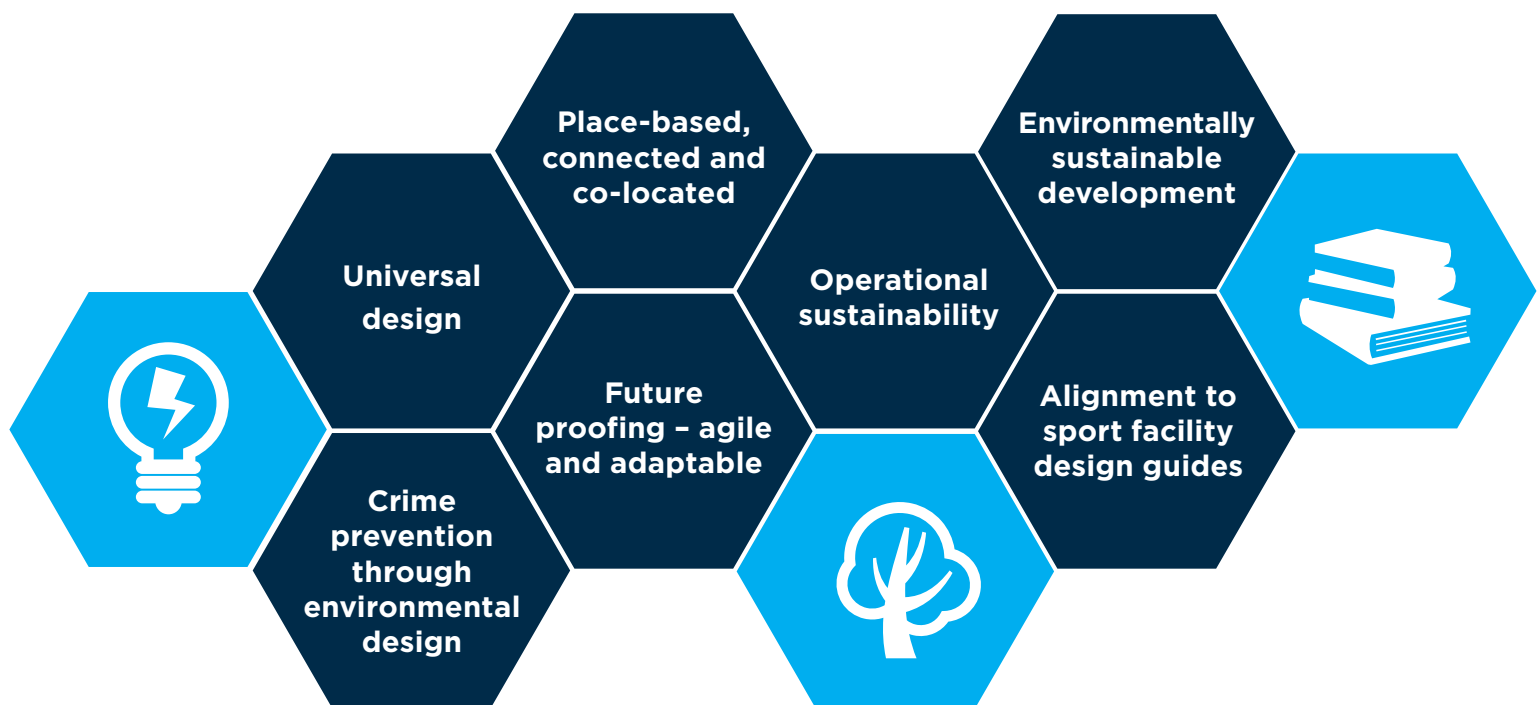 Place-based,
connected and
co-located
Environmentally
sustainable
development
Universal
design
Operational
sustainability
Future
proofing – agile
and adaptable
Alignment to
sport facility
design guides
Crime
prevention
through
environmental
design